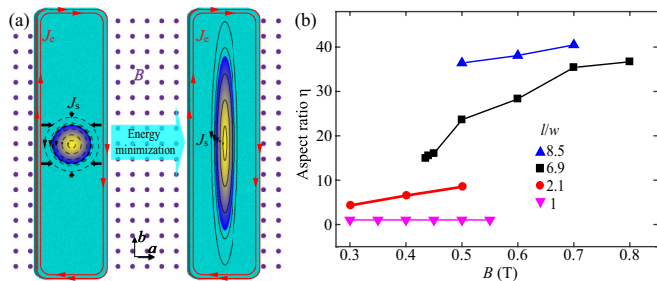 (a)
J_c
B
J_s
Energy
minimization
J_s
b
a
(b)
Aspect ratio η
40
30
20
10
0
l/w
8.5
6.9
2.1
1
0.3 0.4 0.5 0.6 0.7 0.8
B (T)